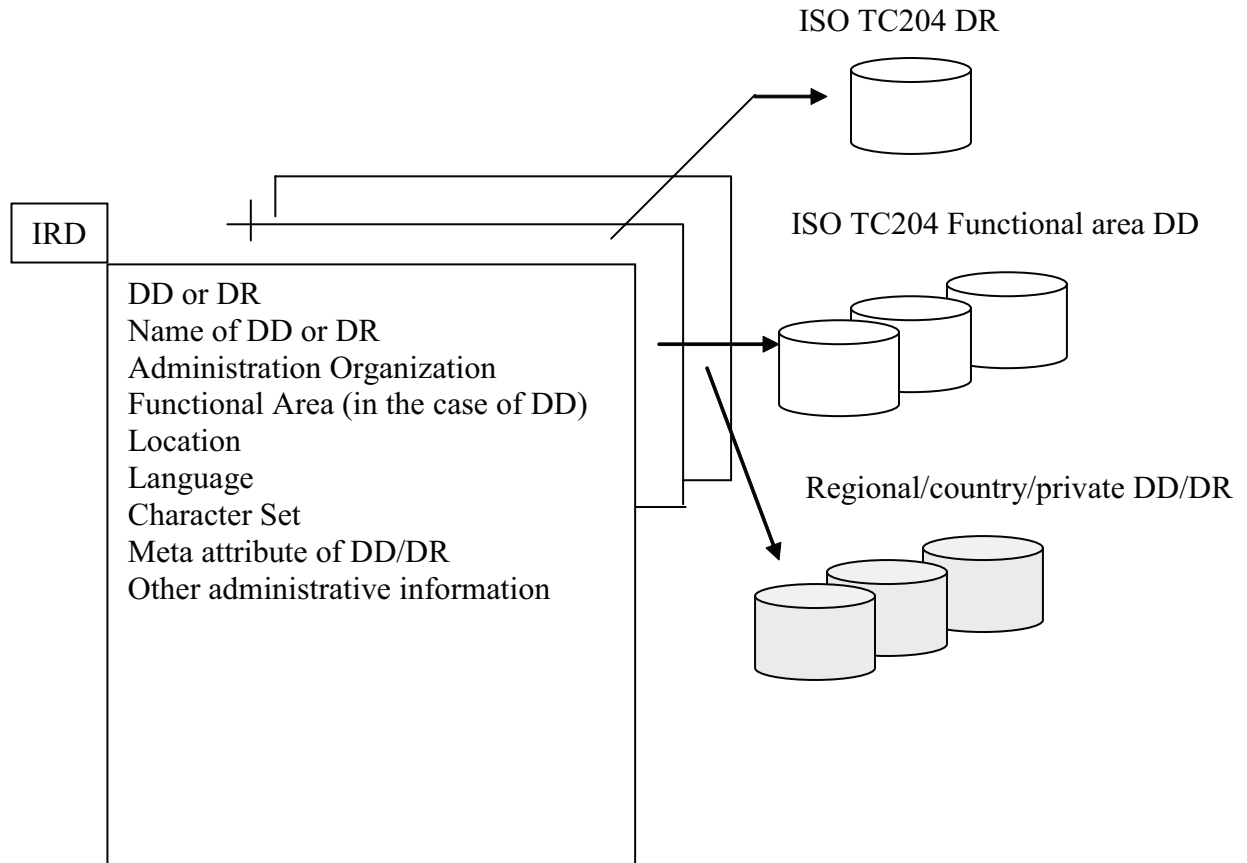 ISO TC204 DR
IRD
ISO TC204 Functional area DD
DD or DR
Name of DD or DR
Administration Organization
Functional Area (in the case of DD)
Location
Language
Character Set
Meta attribute of DD/DR
Other administrative information
Regional/country/private DD/DR